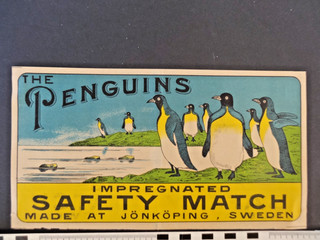 THE
PENGUINS
IMPREGNATED
SAFETY MATCH
MADE AT JÖNKÖPING, SWEDEN